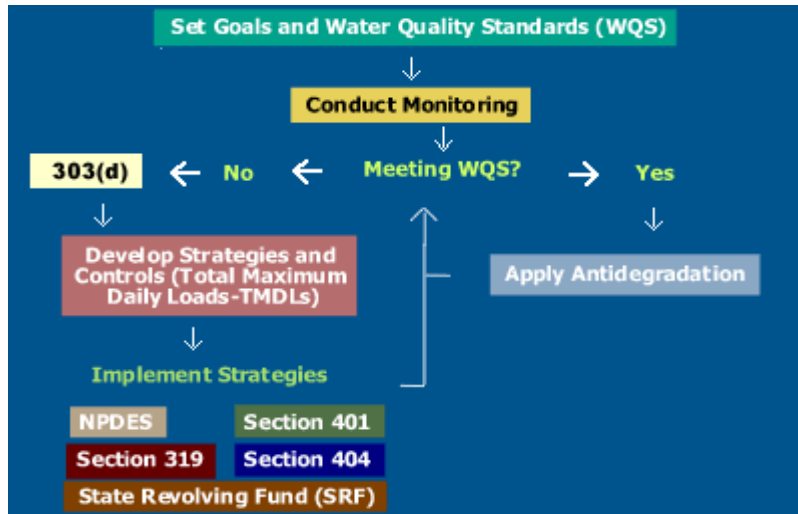 Set Goals and Water Quality Standards (WQS)
Conduct Monitoring
303(d)
No
Meeting WQS?
Yes
Develop Strategies and
Controls (Total Maximum
Daily Loads-TMDLs)
Apply Antidegradation
Implement Strategies
NPDES
Section 401
Section 319
Section 404
State Revolving Fund (SRF)